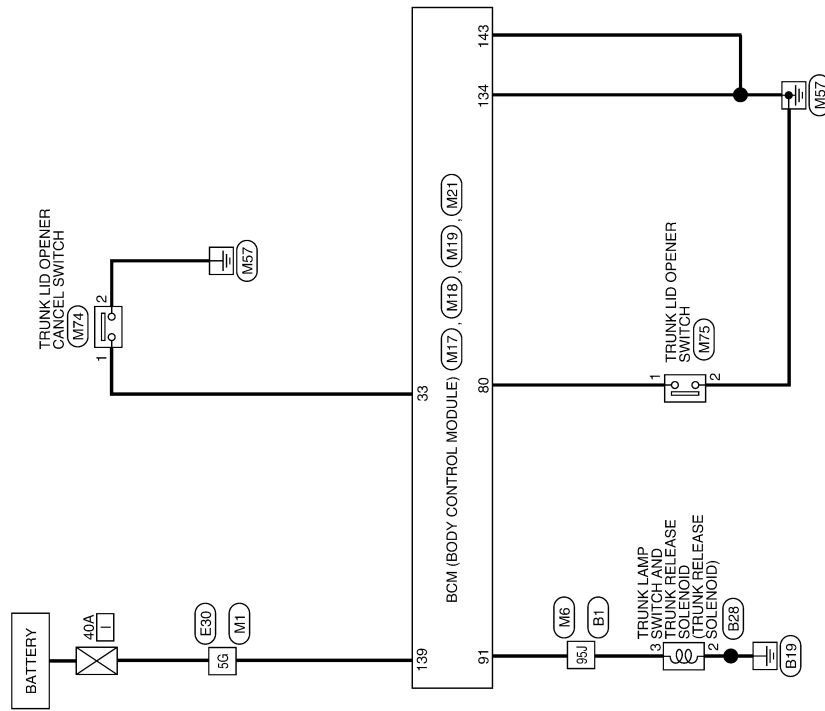 BATTERY
40A
I
5G
E30
M1
139
TRUNK LID OPENER
CANCEL SWITCH
M74
1
2
M57
33
BCM (BODY CONTROL MODULE) M17 , M18 , M19 , M21
91
80
134
143
95J
M6
B1
TRUNK LAMP
SWITCH AND
TRUNK RELEASE
SOLENOID
(TRUNK RELEASE
SOLENOID)
B28
3
2
B19
TRUNK LID OPENER
SWITCH
M75
1
2
M57